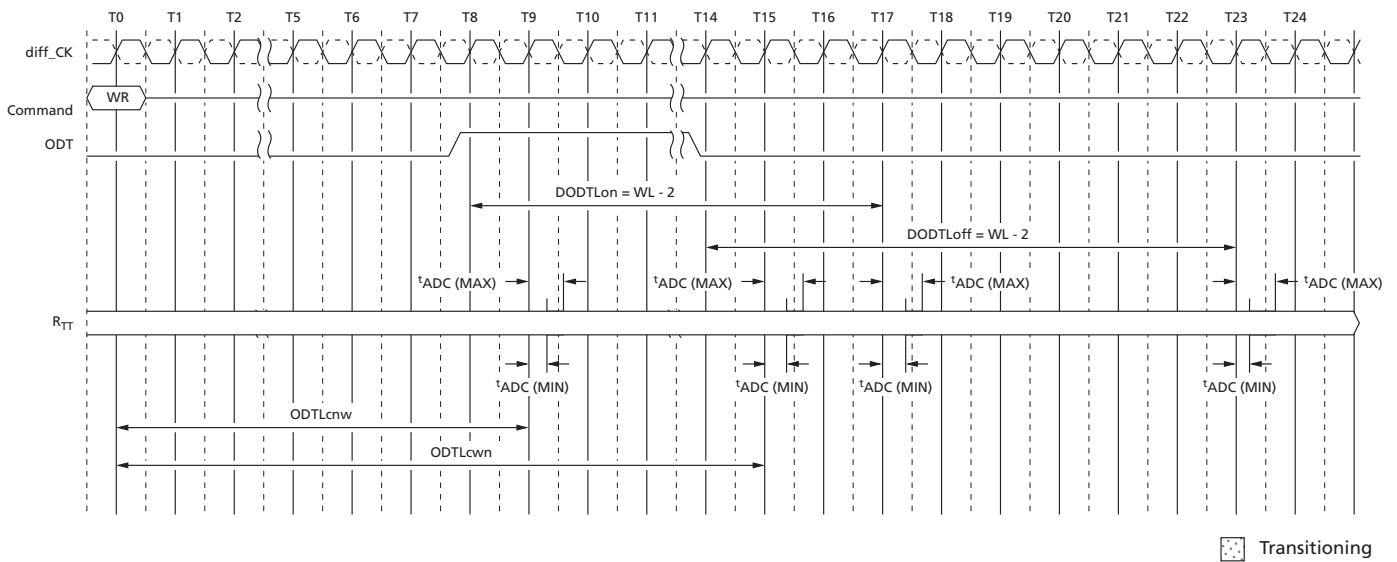 T0 T1 T2 T5 T6 T7 T8 T9 T10 T11 T14 T15 T16 T17 T18 T19 T20 T21 T22 T23 T24
diff_CK
Command WR
ODT
DODTLon = WL - 2
DODTLoff = WL - 2
tADC (MAX) tADC (MAX) tADC (MAX) tADC (MAX)
RTT
tADC (MIN) tADC (MIN) tADC (MIN) tADC (MIN)
ODTLcnw
ODTLcwn
Transitioning